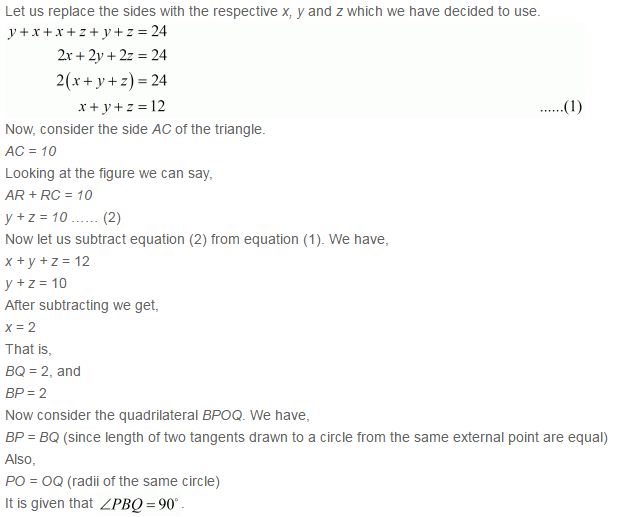 Let us replace the sides with the respective x, y and z which we have decided to use.
y + x + x + z + y + z = 24
2x + 2y + 2z = 24
2(x + y + z) = 24
x + y + z = 12 ......(1)
Now, consider the side AC of the triangle.
AC = 10
Looking at the figure we can say,
AR + RC = 10
y + z = 10 …… (2)
Now let us subtract equation (2) from equation (1). We have,
x + y + z = 12
y + z = 10
After subtracting we get,
x = 2
That is,
BQ = 2, and
BP = 2
Now consider the quadrilateral BPOQ. We have,
BP = BQ (since length of two tangents drawn to a circle from the same external point are equal)
Also,
PO = OQ (radii of the same circle)
It is given that ∠PBQ = 90°.